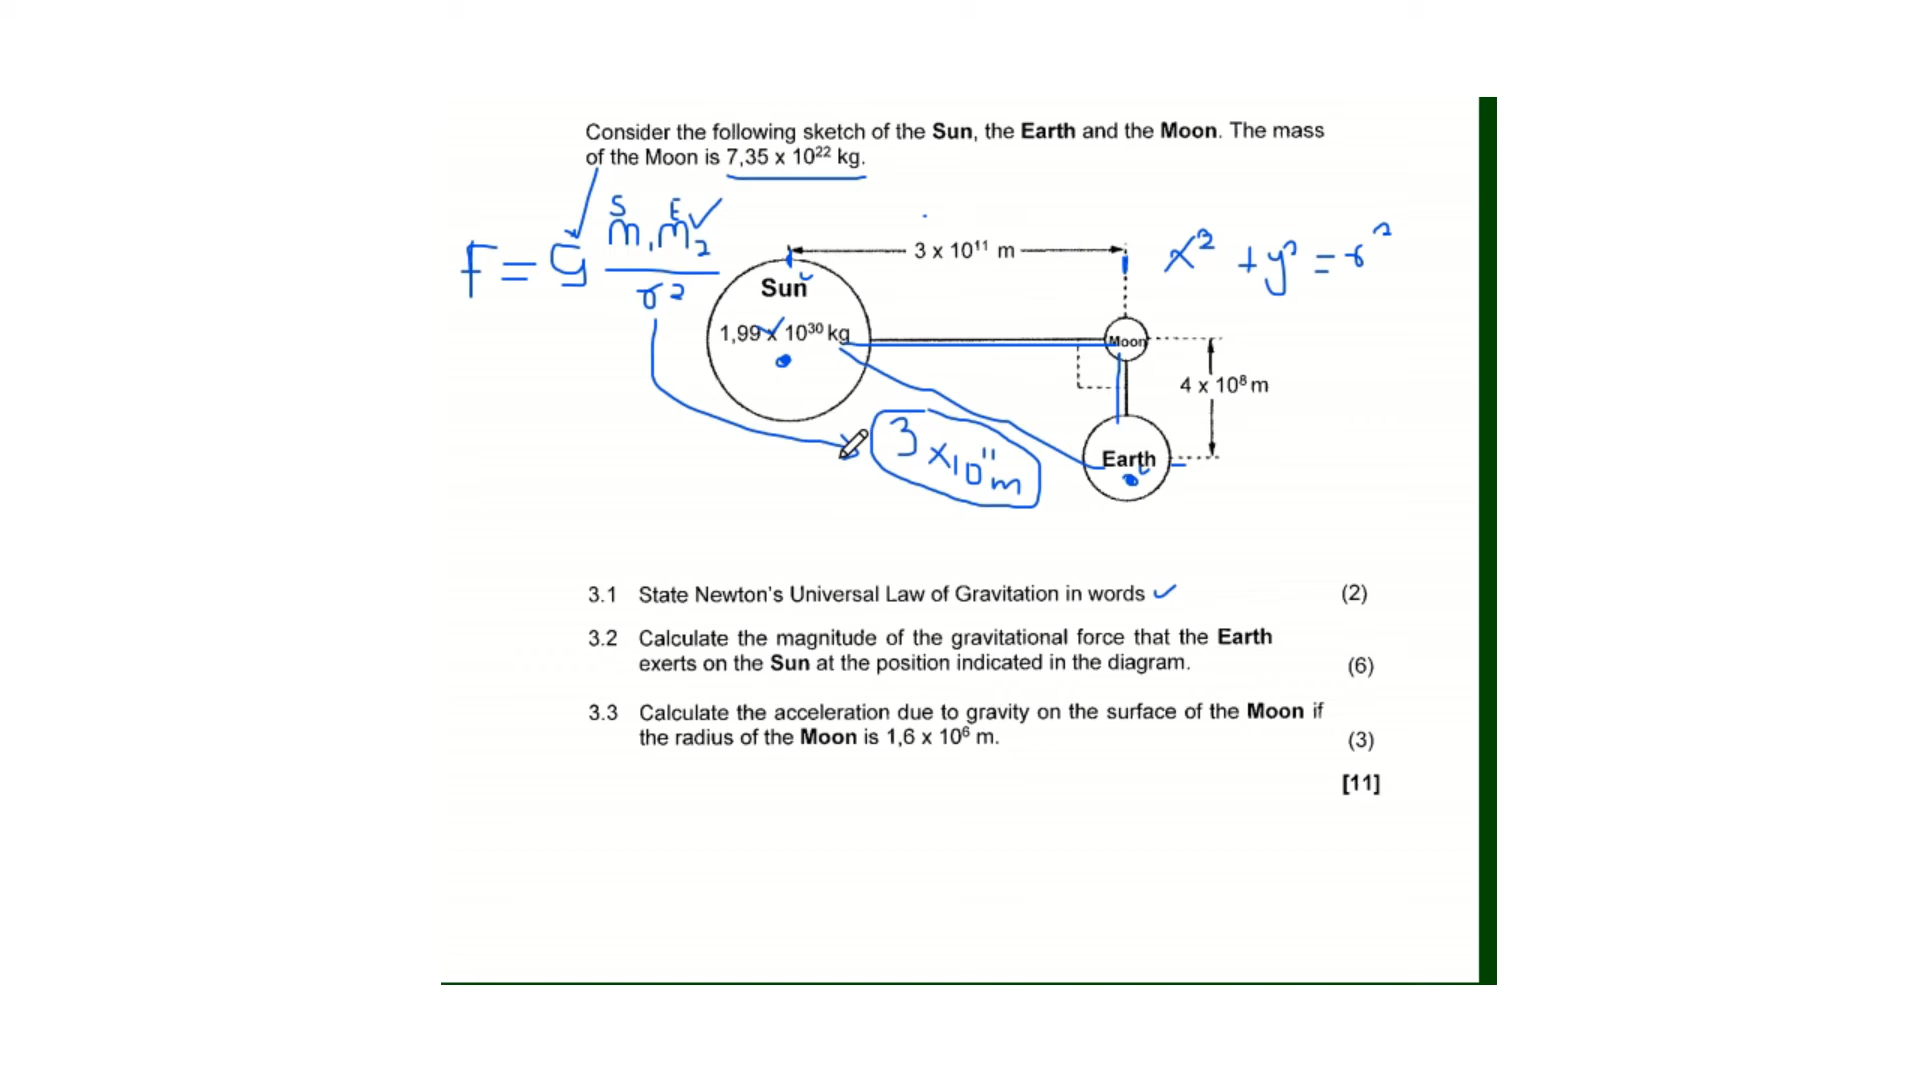 Consider the following sketch of the Sun, the Earth and the Moon. The mass
of the Moon is 7,35 x 10²² kg.
S E
F = G m₁m₂
r²
3 x 10¹¹ m
x² + y² = r²
Sun
1,99 x 10³⁰ kg
Moon
4 x 10⁸ m
3 x 10¹¹ m
Earth
3.1 State Newton's Universal Law of Gravitation in words (2)
3.2 Calculate the magnitude of the gravitational force that the Earth
exerts on the Sun at the position indicated in the diagram. (6)
3.3 Calculate the acceleration due to gravity on the surface of the Moon if
the radius of the Moon is 1,6 x 10⁶ m. (3)
[11]